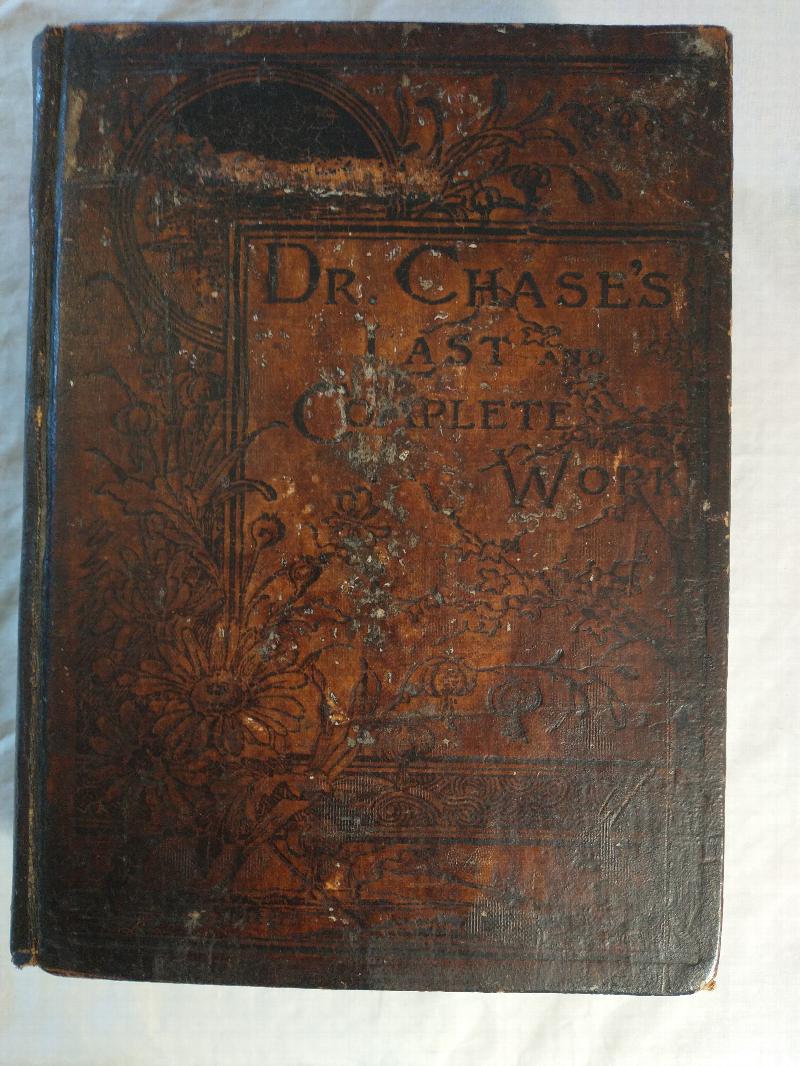 DR. CHASE'S
LAST AND
COMPLETE
WORK